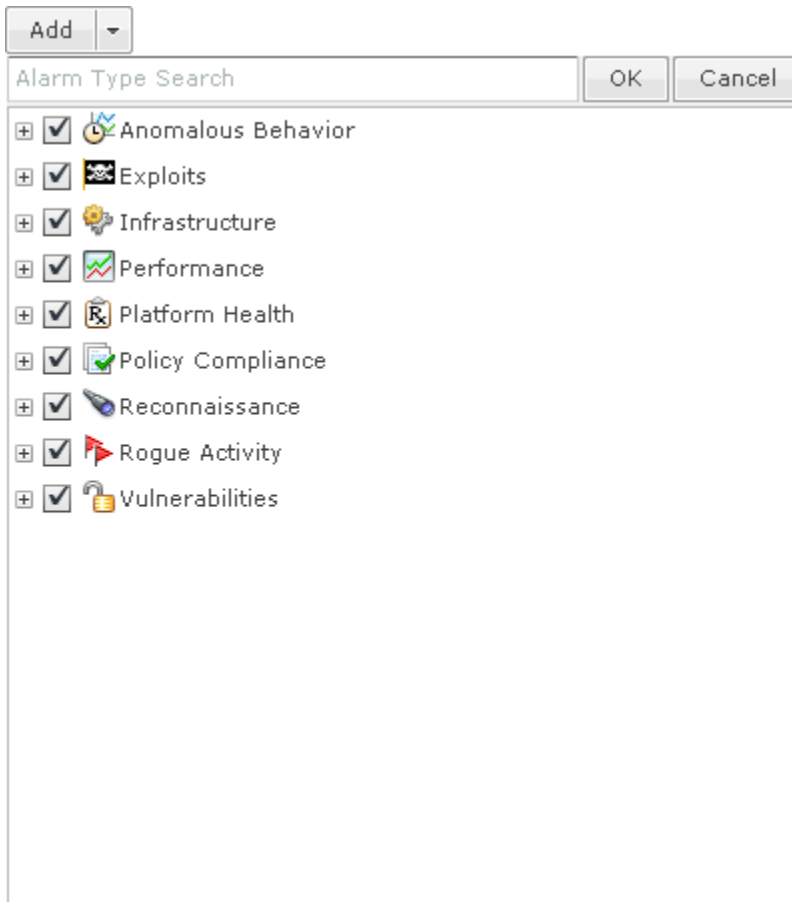 Add
Alarm Type Search OK Cancel
Anomalous Behavior
Exploits
Infrastructure
Performance
Platform Health
Policy Compliance
Reconnaissance
Rogue Activity
Vulnerabilities